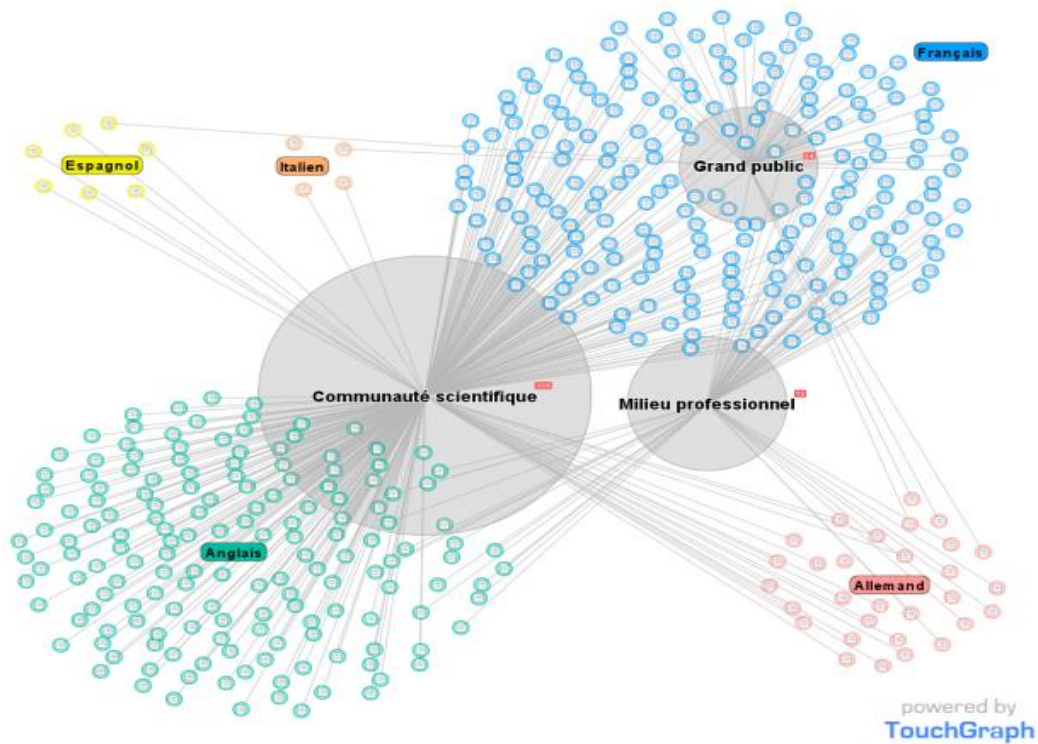 Français
Espagnol
Italien
Grand public
Communauté scientifique
Milieu professionnel
Anglais
Allemand
powered by
TouchGraph